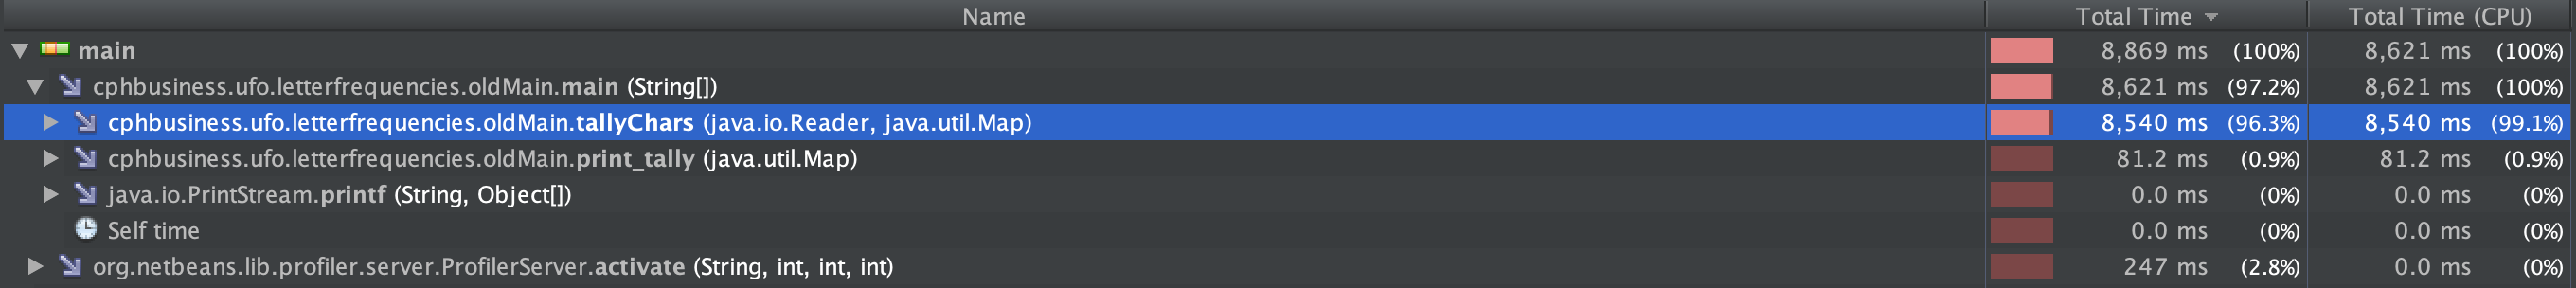 Name Total Time Total Time (CPU)
main 8,869 ms (100%) 8,621 ms (100%)
cphbusiness.ufo.letterfrequencies.oldMain.main (String[]) 8,621 ms (97.2%) 8,621 ms (100%)
cphbusiness.ufo.letterfrequencies.oldMain.tallyChars (java.io.Reader, java.util.Map) 8,540 ms (96.3%) 8,540 ms (99.1%)
cphbusiness.ufo.letterfrequencies.oldMain.print_tally (java.util.Map) 81.2 ms (0.9%) 81.2 ms (0.9%)
java.io.PrintStream.printf (String, Object[]) 0.0 ms (0%) 0.0 ms (0%)
Self time 0.0 ms (0%) 0.0 ms (0%)
org.netbeans.lib.profiler.server.ProfilerServer.activate (String, int, int, int) 247 ms (2.8%) 0.0 ms (0%)